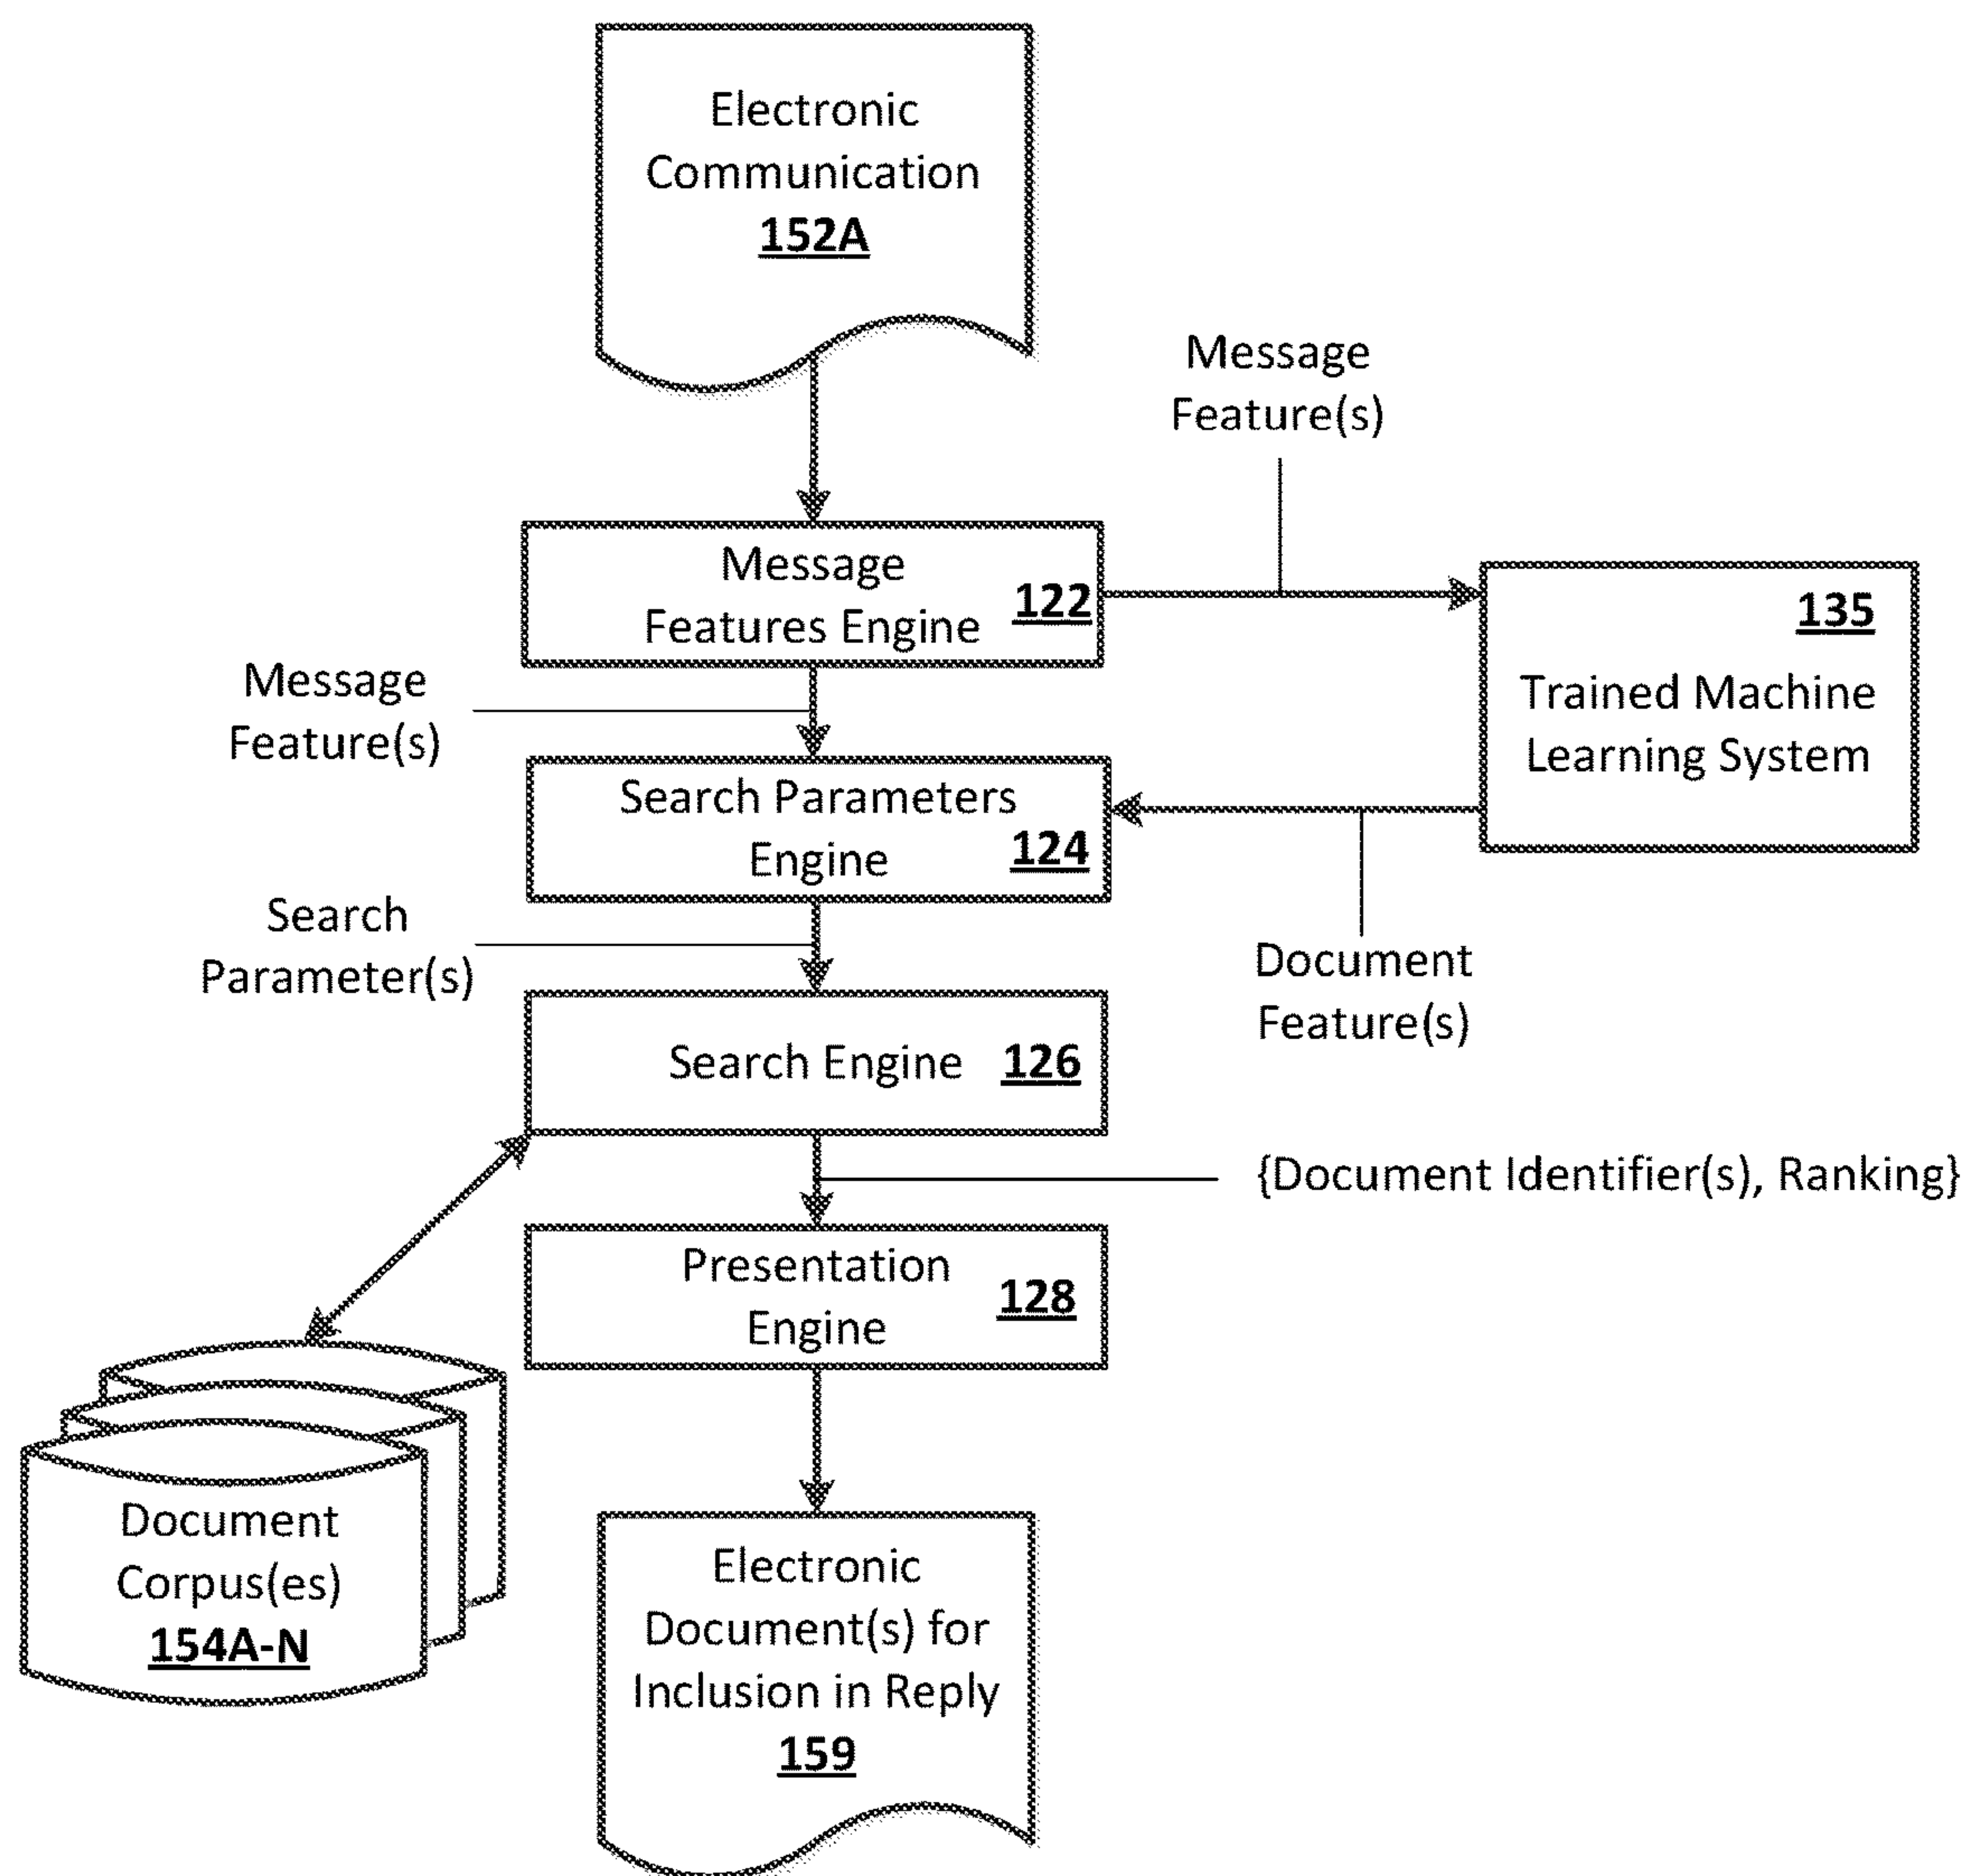 Electronic
Communication
152A
Message
Feature(s)
Message
Features Engine
122
135
Trained Machine
Learning System
Message
Feature(s)
Search Parameters
Engine
124
Search
Parameter(s)
Document
Feature(s)
Search Engine 126
{Document Identifier(s), Ranking}
Presentation
Engine
128
Document
Corpus(es)
154A-N
Electronic
Document(s) for
Inclusion in Reply
159